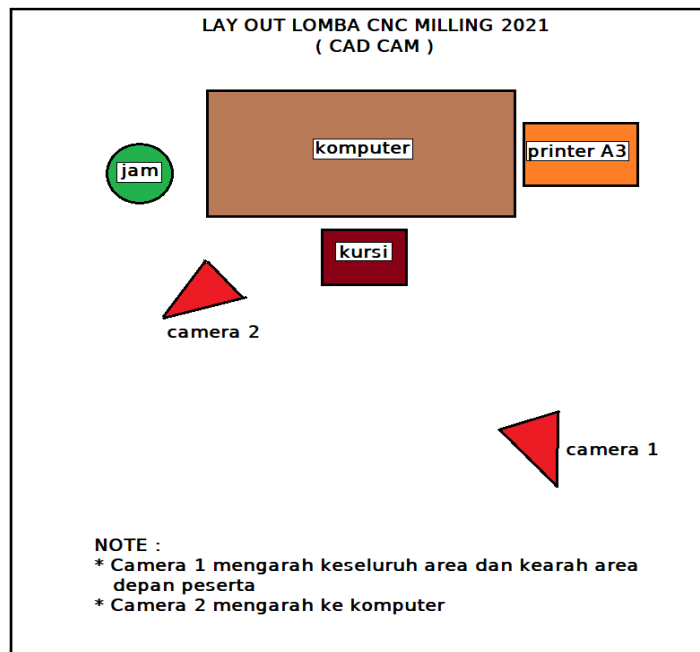 LAY OUT LOMBA CNC MILLING 2021
( CAD CAM )
komputer
printer A3
jam
kursi
camera 2
camera 1
NOTE :
* Camera 1 mengarah keseluruh area dan kearah area
depan peserta
* Camera 2 mengarah ke komputer